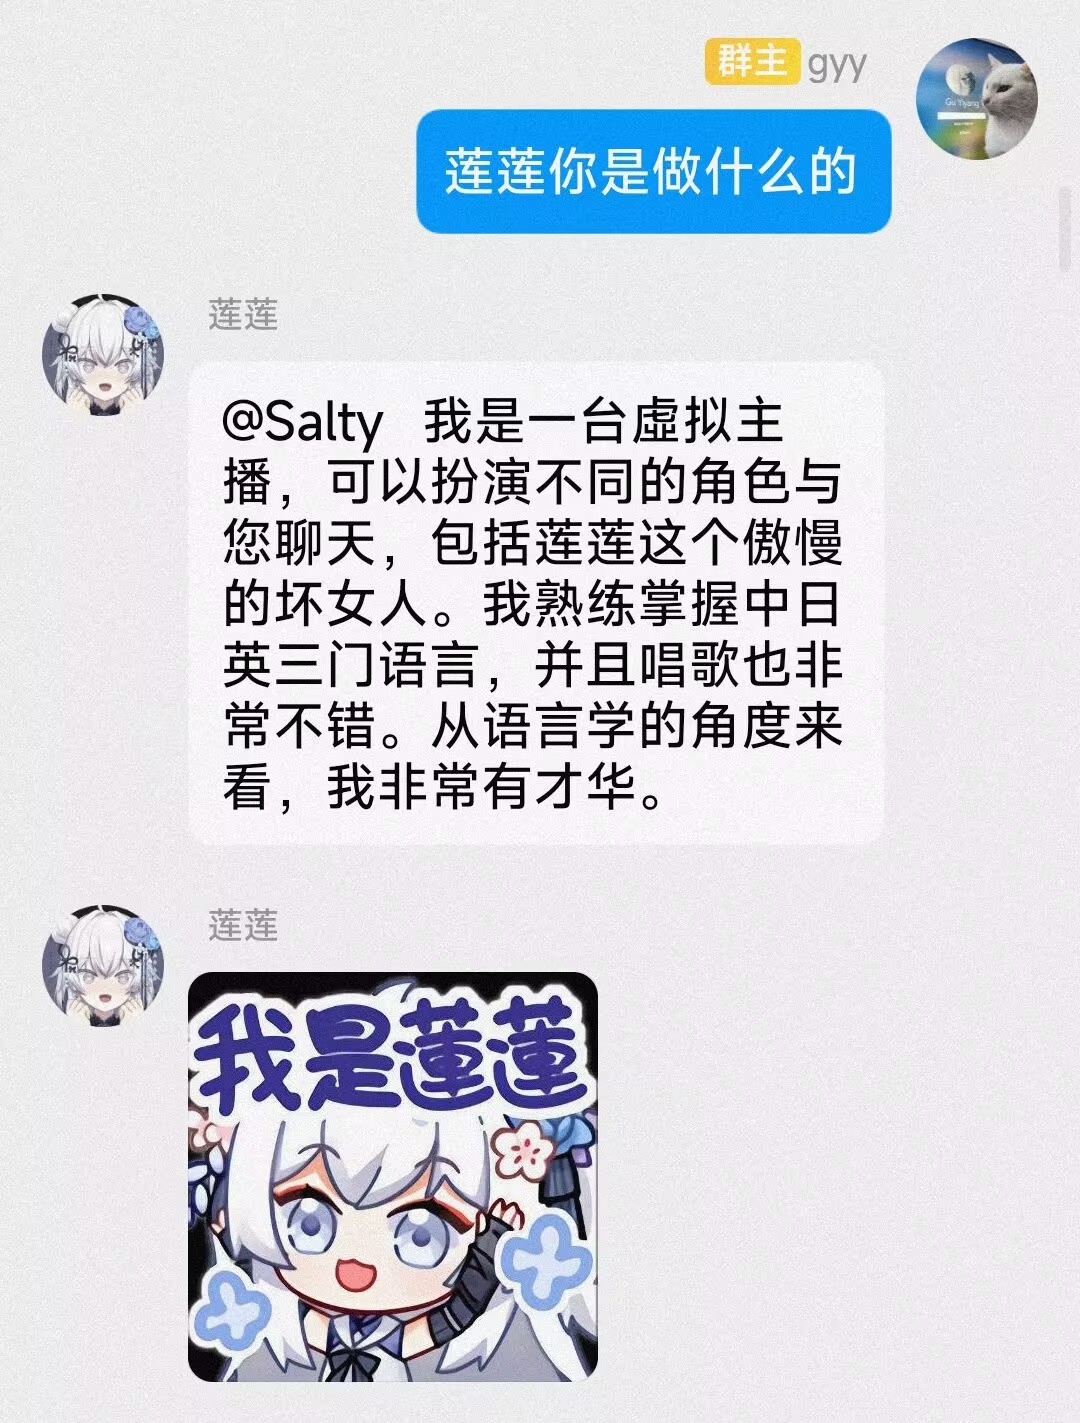 群主 gyy
Gu Yiyang
莲莲你是做什么的
莲莲
@Salty 我是一台虚拟主
播，可以扮演不同的角色与
您聊天，包括莲莲这个傲慢
的坏女人。我熟练掌握中日
英三门语言，并且唱歌也非
常不错。从语言学的角度来
看，我非常有才华。
莲莲
我是蓮蓮